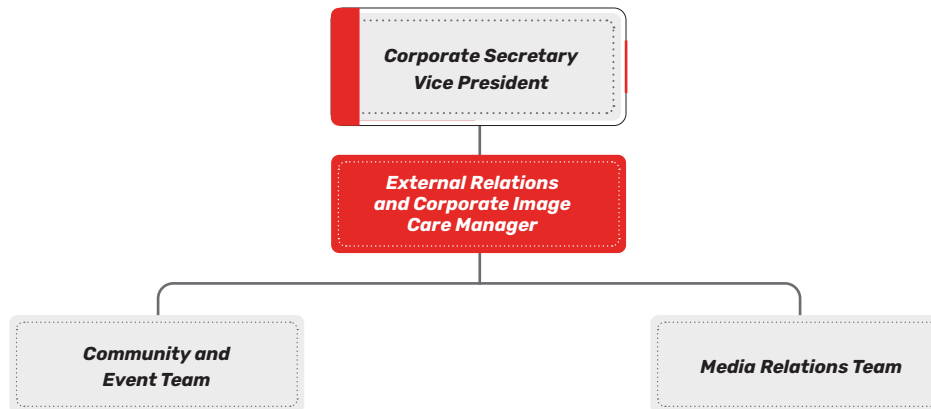 Corporate Secretary
Vice President
External Relations
and Corporate Image
Care Manager
Community and
Event Team
Media Relations Team